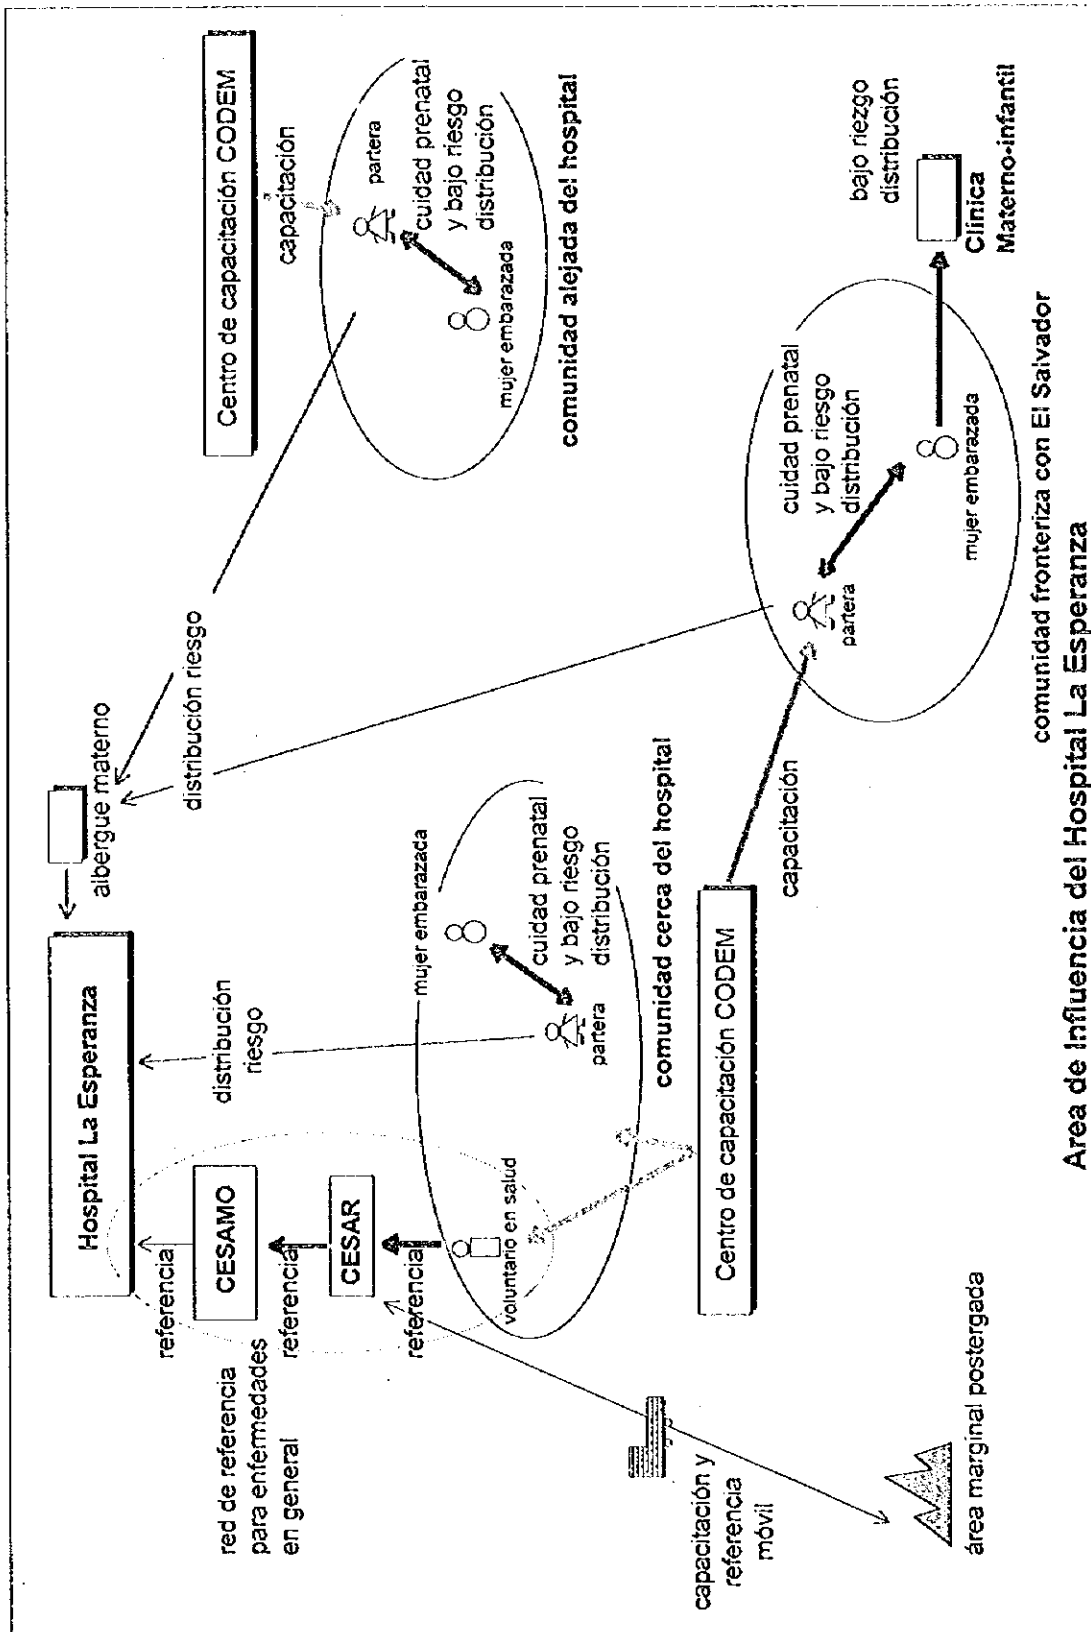 Hospital La Esperanza
albergue materno
referencia
CESAMO
referencia
CESAR
referencia
red de referencia
para enfermedades
en general
voluntario en salud
distribución
riesgo
distribución riesgo
mujer embarazada
cuidad prenatal
y bajo riesgo
distribución
partera
comunidad cerca del hospital
Centro de capacitación CODEM
capacitación
partera
cuidad prenatal
y bajo riesgo
distribución
mujer embarazada
comunidad alejada del hospital
Centro de capacitación CODEM
capacitación
partera
cuidad prenatal
y bajo riesgo
distribución
mujer embarazada
bajo riezgo
distribución
Clínica
Materno-infantil
comunidad fronteriza con El Salvador
capacitación y
referencia
móvil
área marginal postergada
Area de Influencia del Hospital La Esperanza